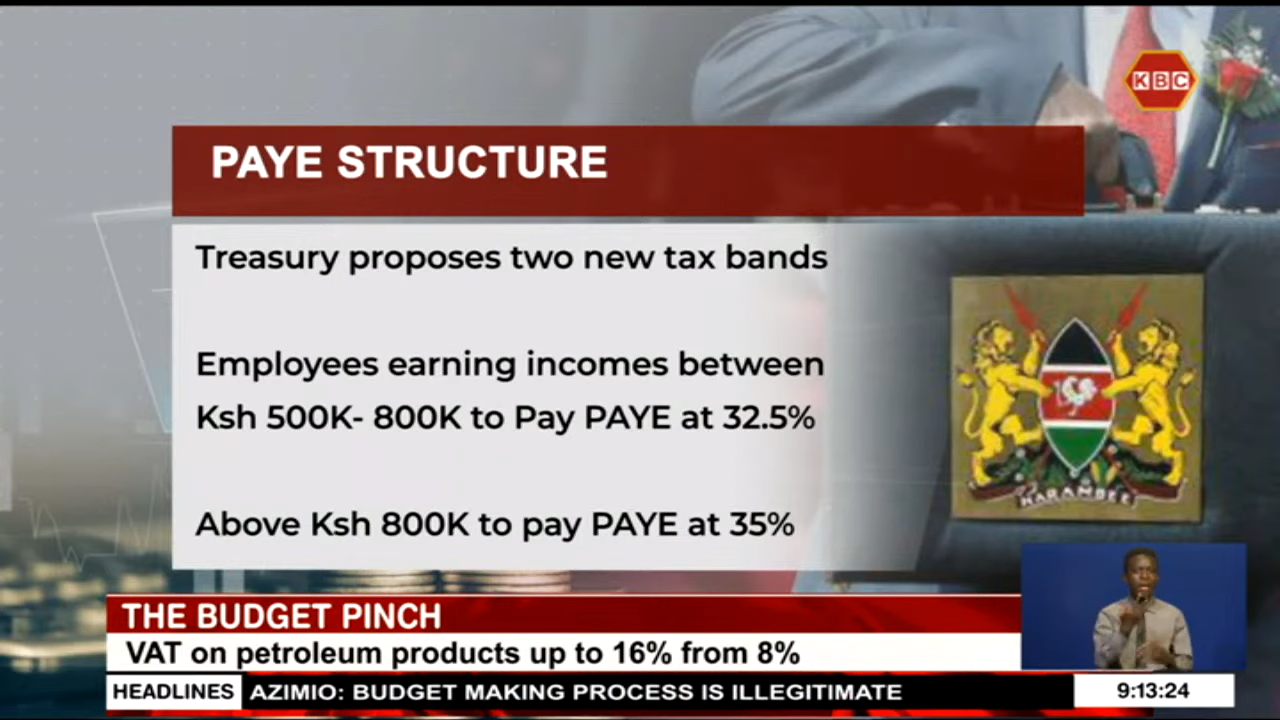 KBC
PAYE STRUCTURE
Treasury proposes two new tax bands
Employees earning incomes between
Ksh 500K- 800K to Pay PAYE at 32.5%
Above Ksh 800K to pay PAYE at 35%
HARAMBEE
THE BUDGET PINCH
VAT on petroleum products up to 16% from 8%
HEADLINES AZIMIO: BUDGET MAKING PROCESS IS ILLEGITIMATE 9:13:24